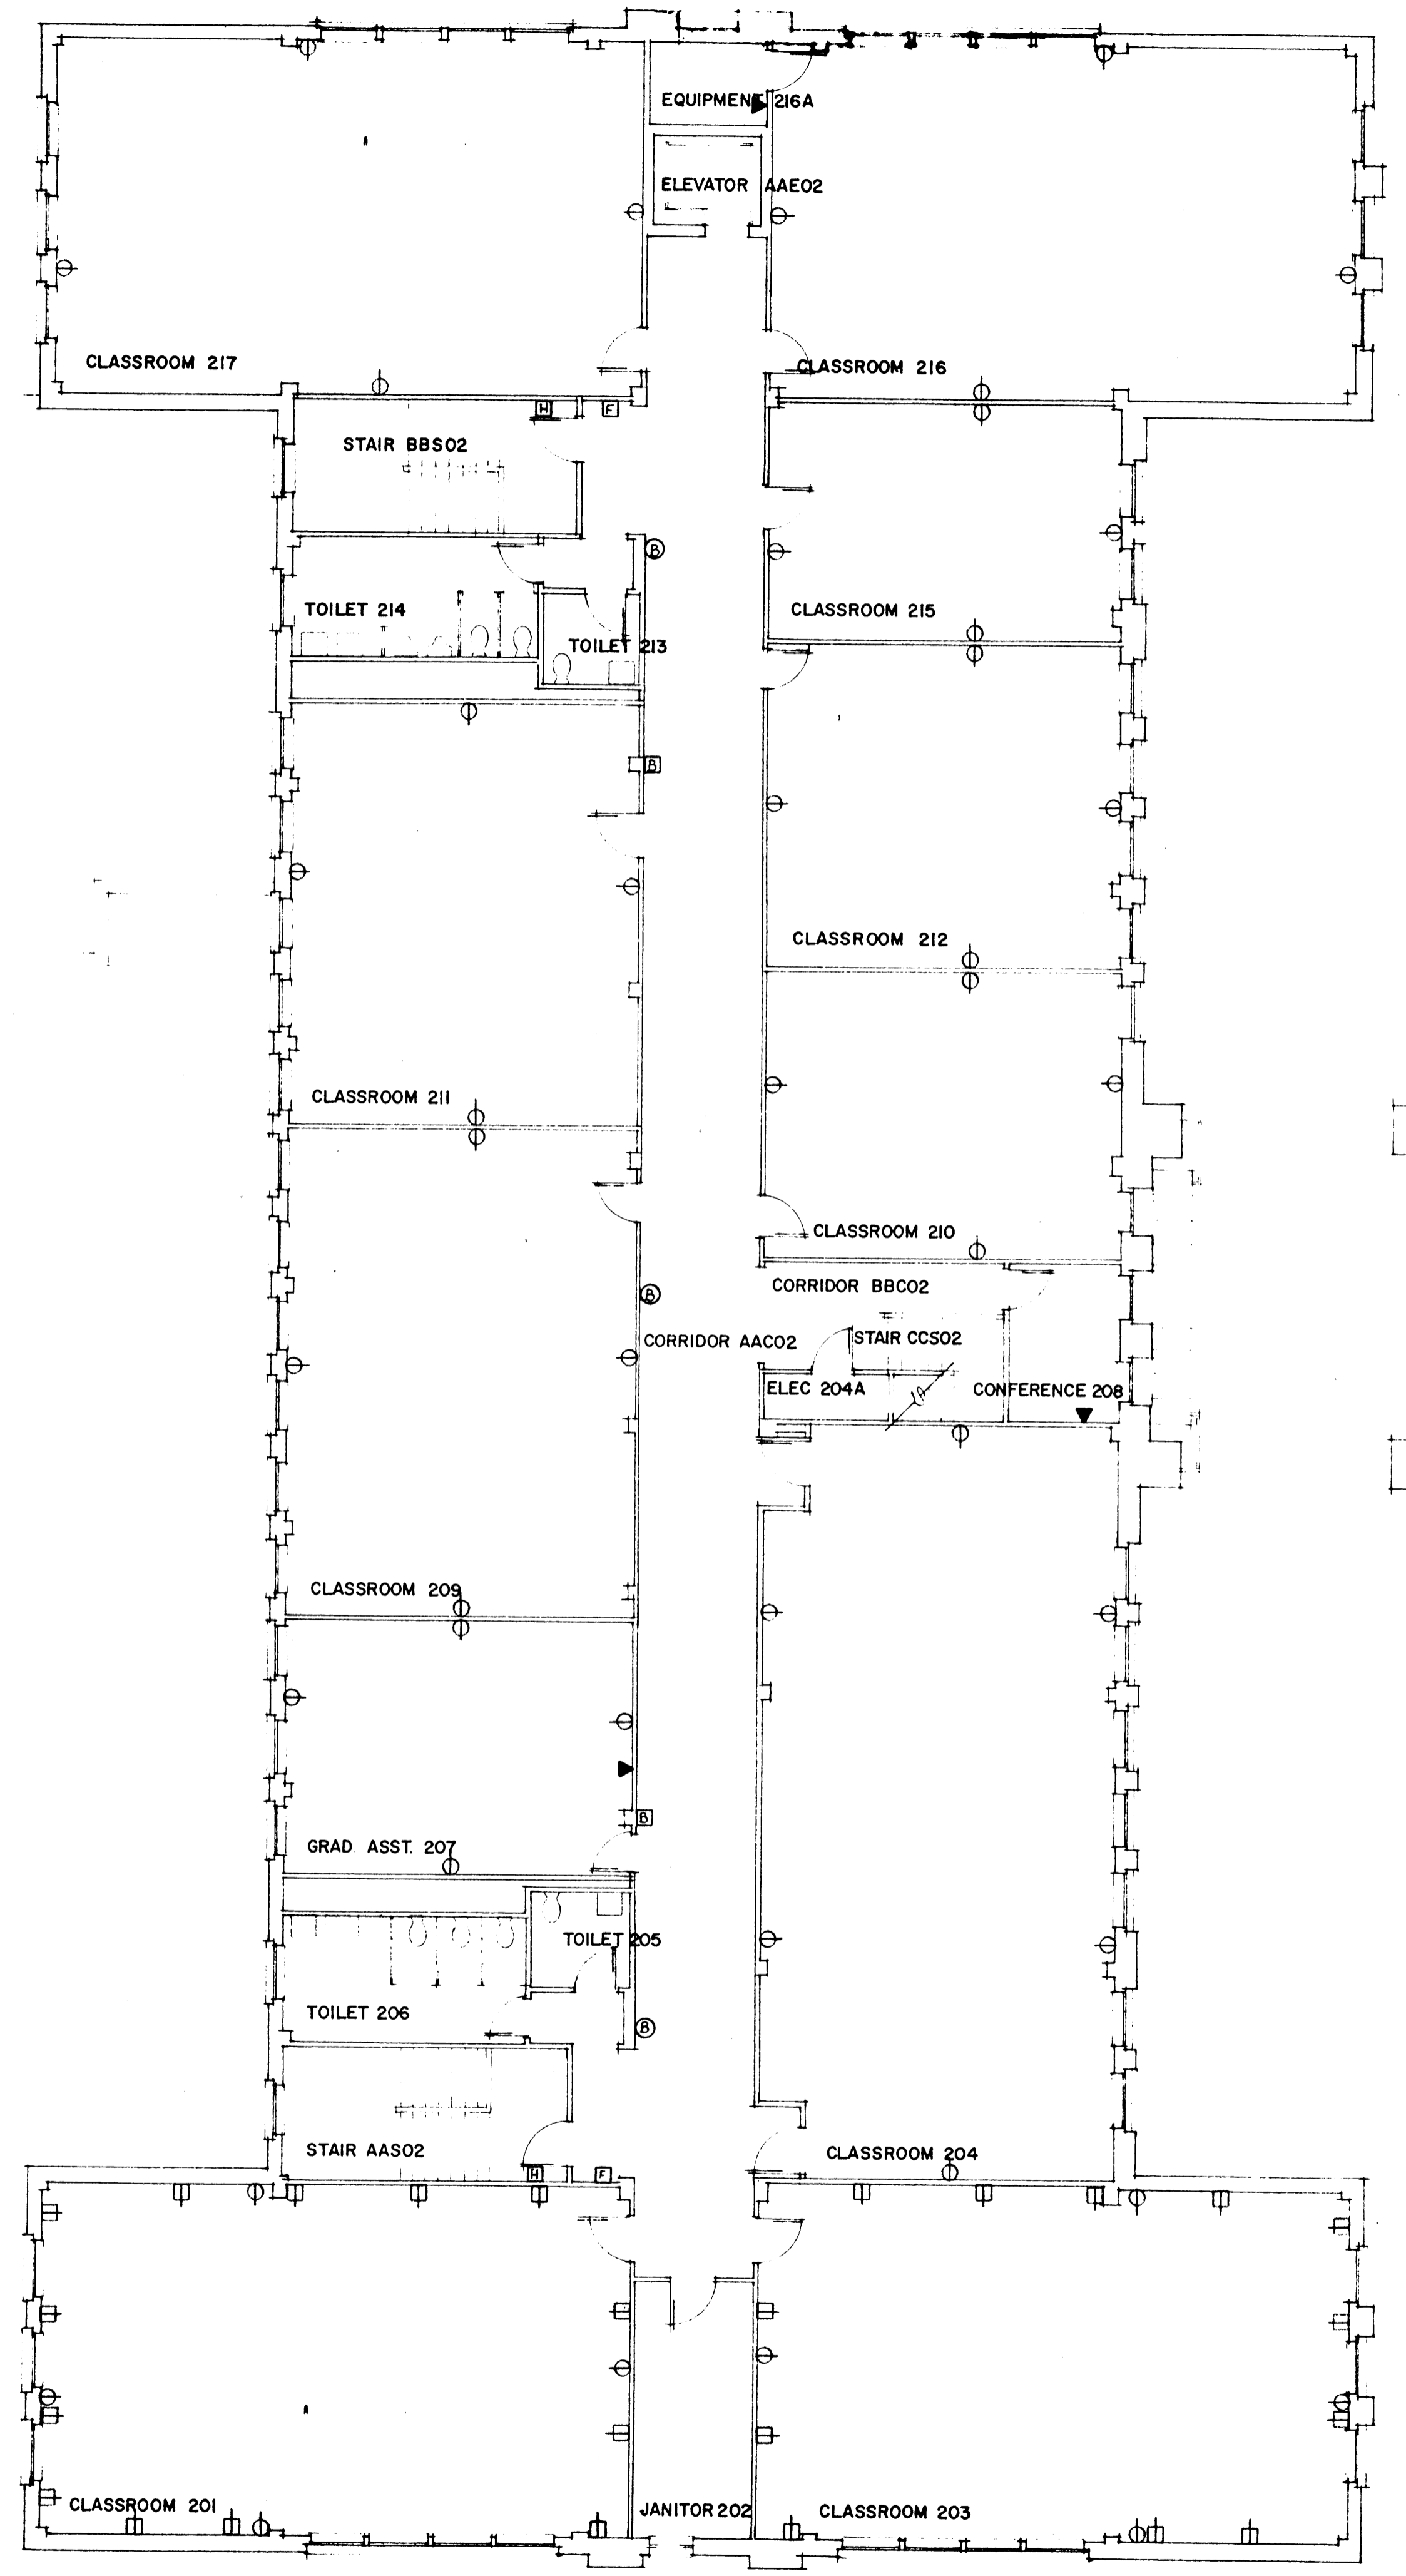 EQUIPMENT 216A
ELEVATOR AAE02
CLASSROOM 217
CLASSROOM 216
H
F
STAIR BBS02
B
TOILET 214
CLASSROOM 215
TOILET 213
B
CLASSROOM 212
CLASSROOM 211
CLASSROOM 210
CORRIDOR BBC02
B
CORRIDOR AAC02
STAIR CCS02
ELEC 204A
CONFERENCE 208
CLASSROOM 209
B
GRAD ASST. 207
TOILET 205
TOILET 206
B
STAIR AAS02
CLASSROOM 204
H
F
CLASSROOM 201
JANITOR 202
CLASSROOM 203